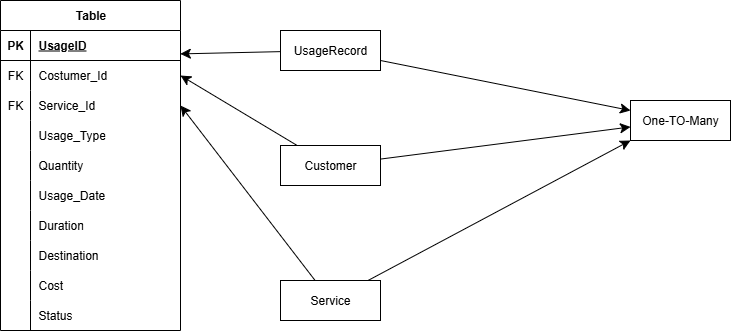 Table
PK UsageID
FK Costumer_Id
FK Service_Id
Usage_Type
Quantity
Usage_Date
Duration
Destination
Cost
Status
UsageRecord
Customer
Service
One-TO-Many